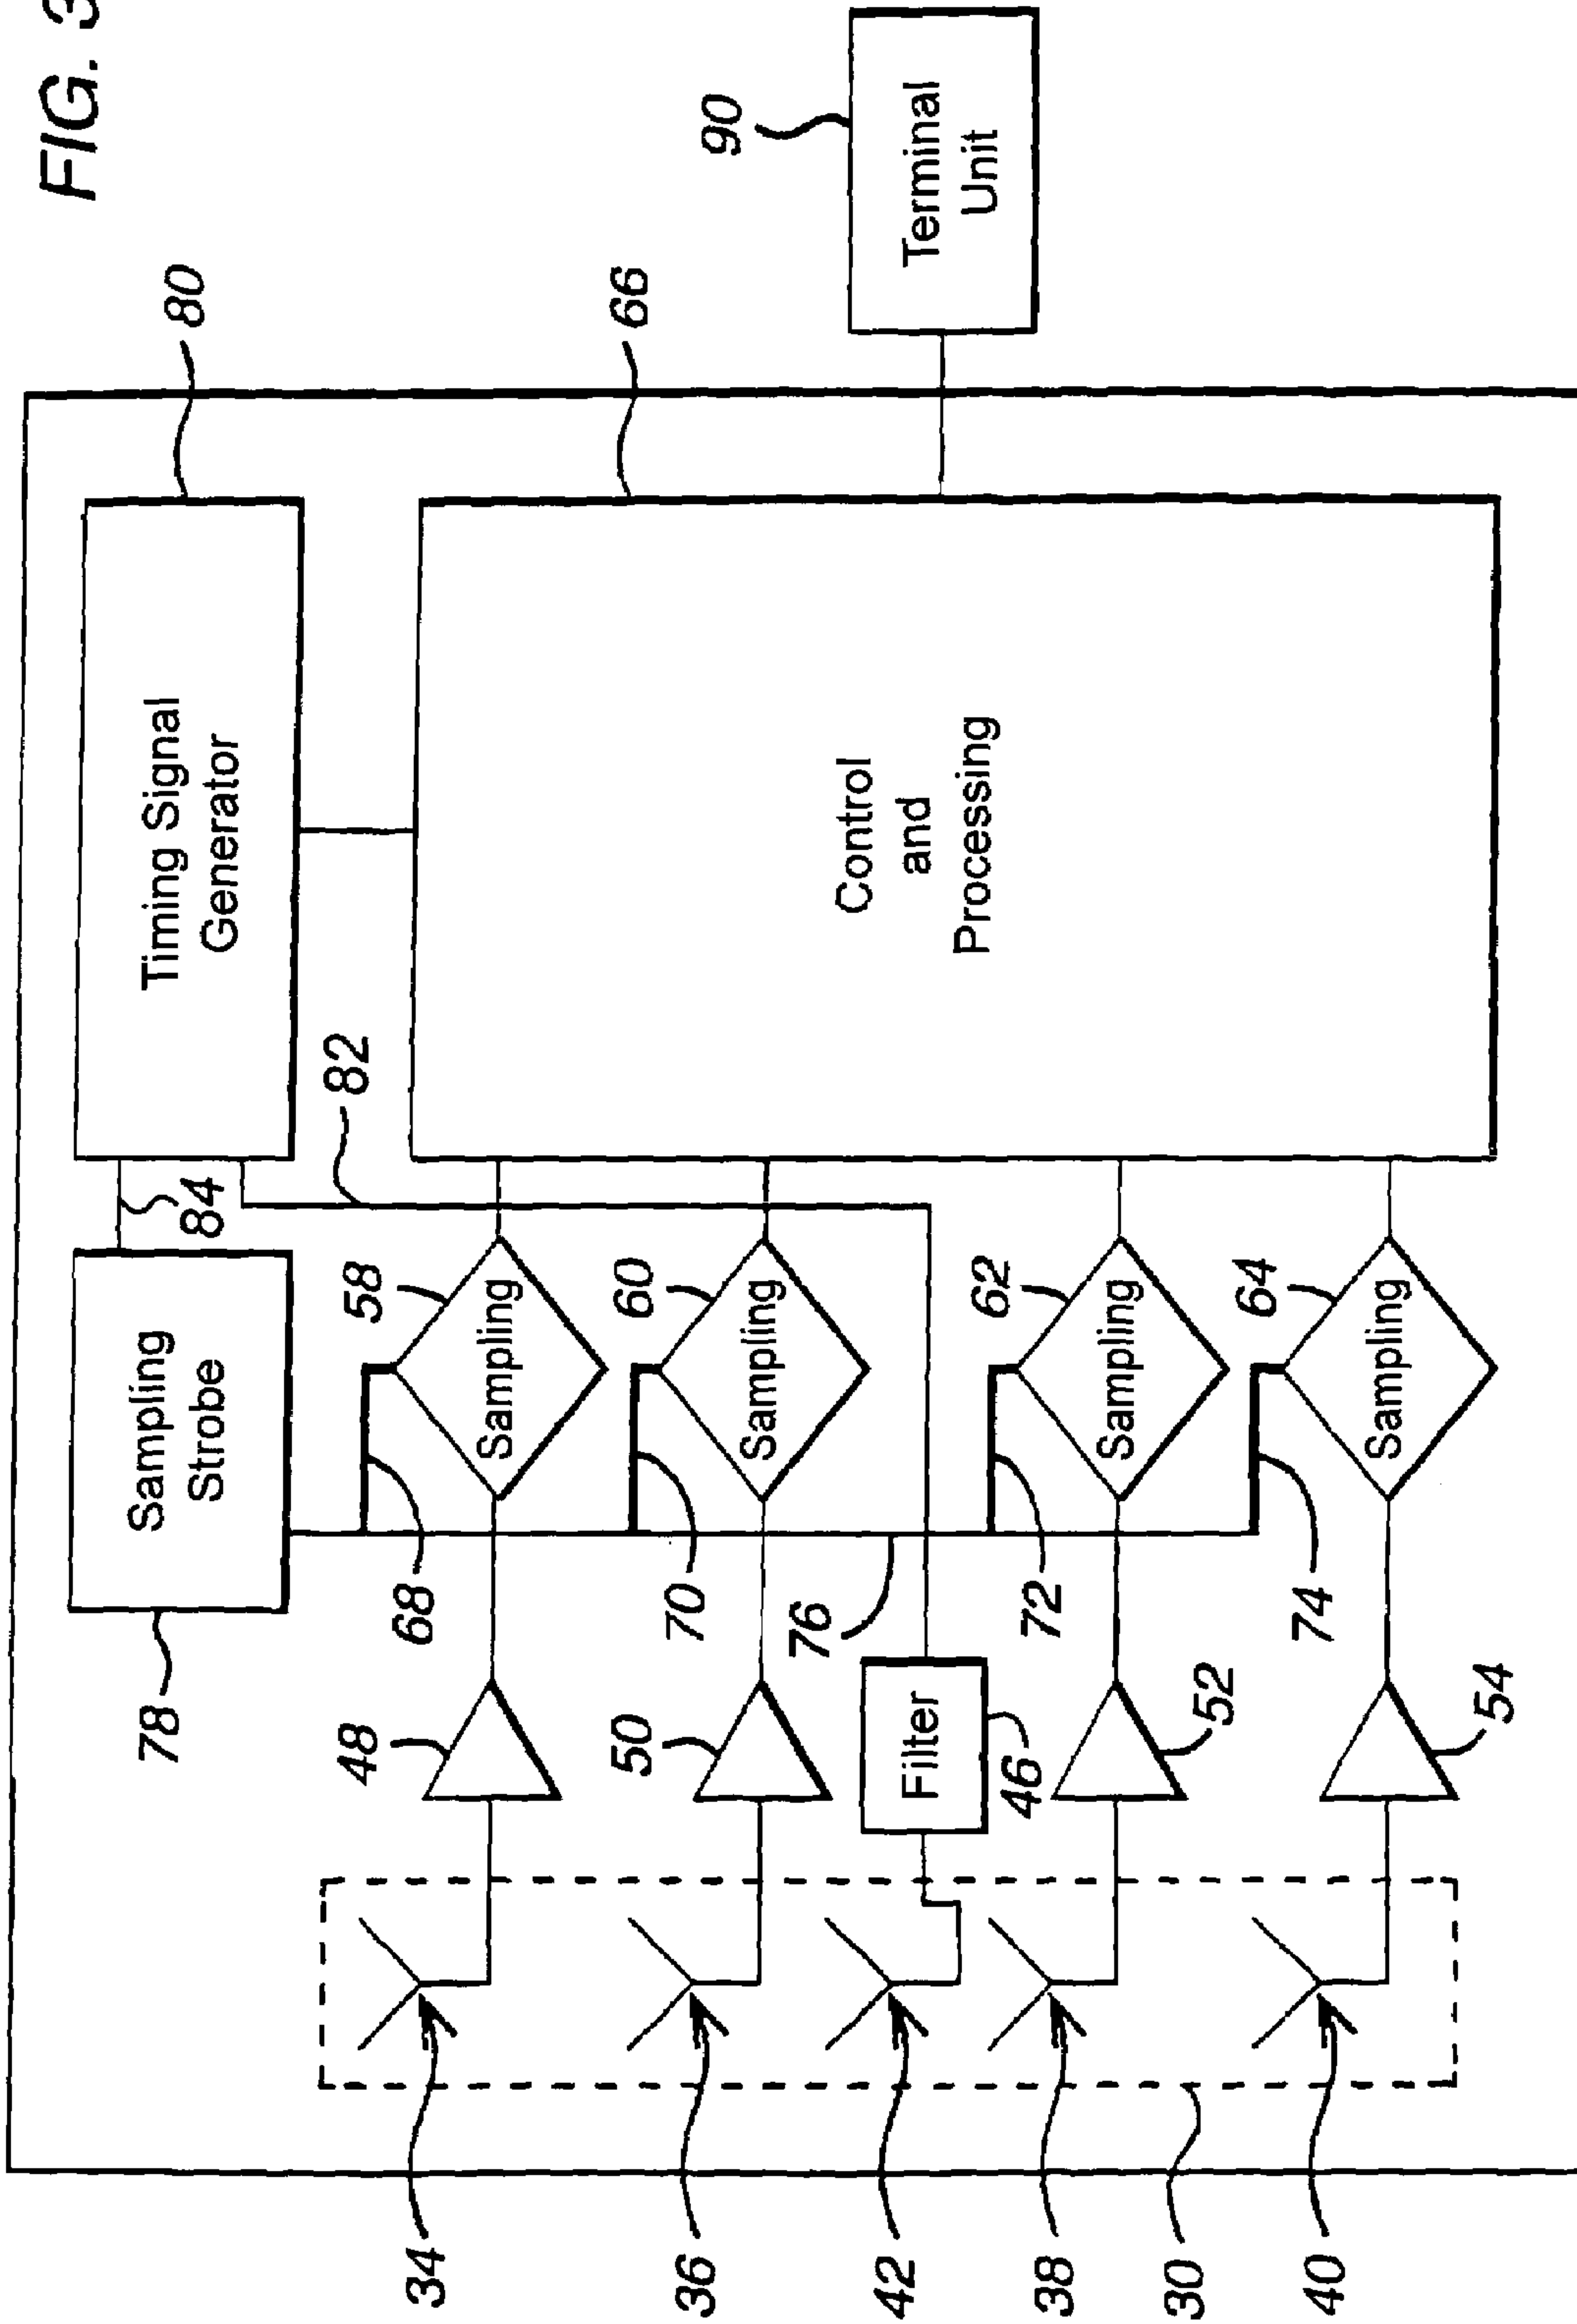 FIG. 3
78
Sampling
Strobe
84
Timing Signal
Generator
80
82
34
48
68
58
Sampling
66
36
50
70
60
Sampling
Control
and
Processing
90
Terminal
Unit
42
76
Filter
46
38
52
72
62
Sampling
30
40
54
74
64
Sampling